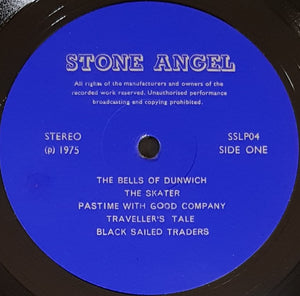 STONE ANGEL
All rights of the manufacturers and owners of the
recorded work reserved. Unauthorised performance
broadcasting and copying prohibited.
STEREO
(p) 1975
SSLP04
SIDE ONE
THE BELLS OF DUNWICH
THE SKATER
PASTIME WITH GOOD COMPANY
TRAVELLER'S TALE
BLACK SAILED TRADERS